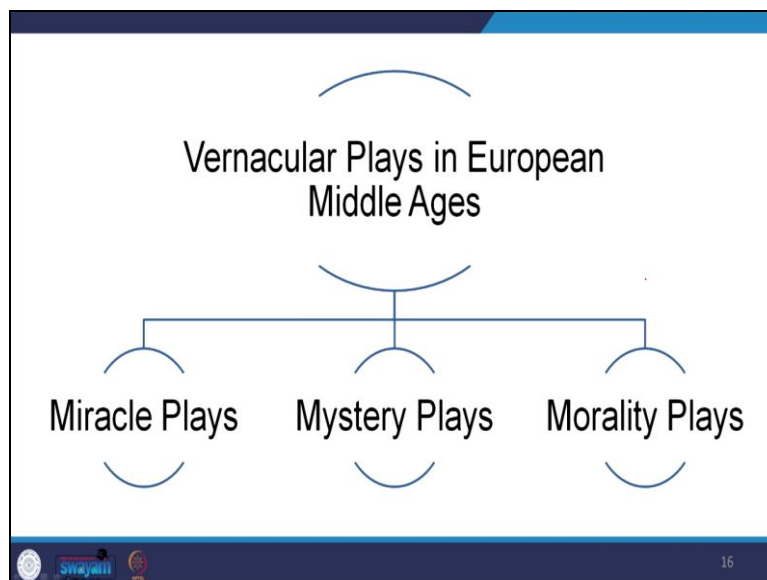 Vernacular Plays in European
Middle Ages
Miracle Plays
Mystery Plays
Morality Plays
swayam
16